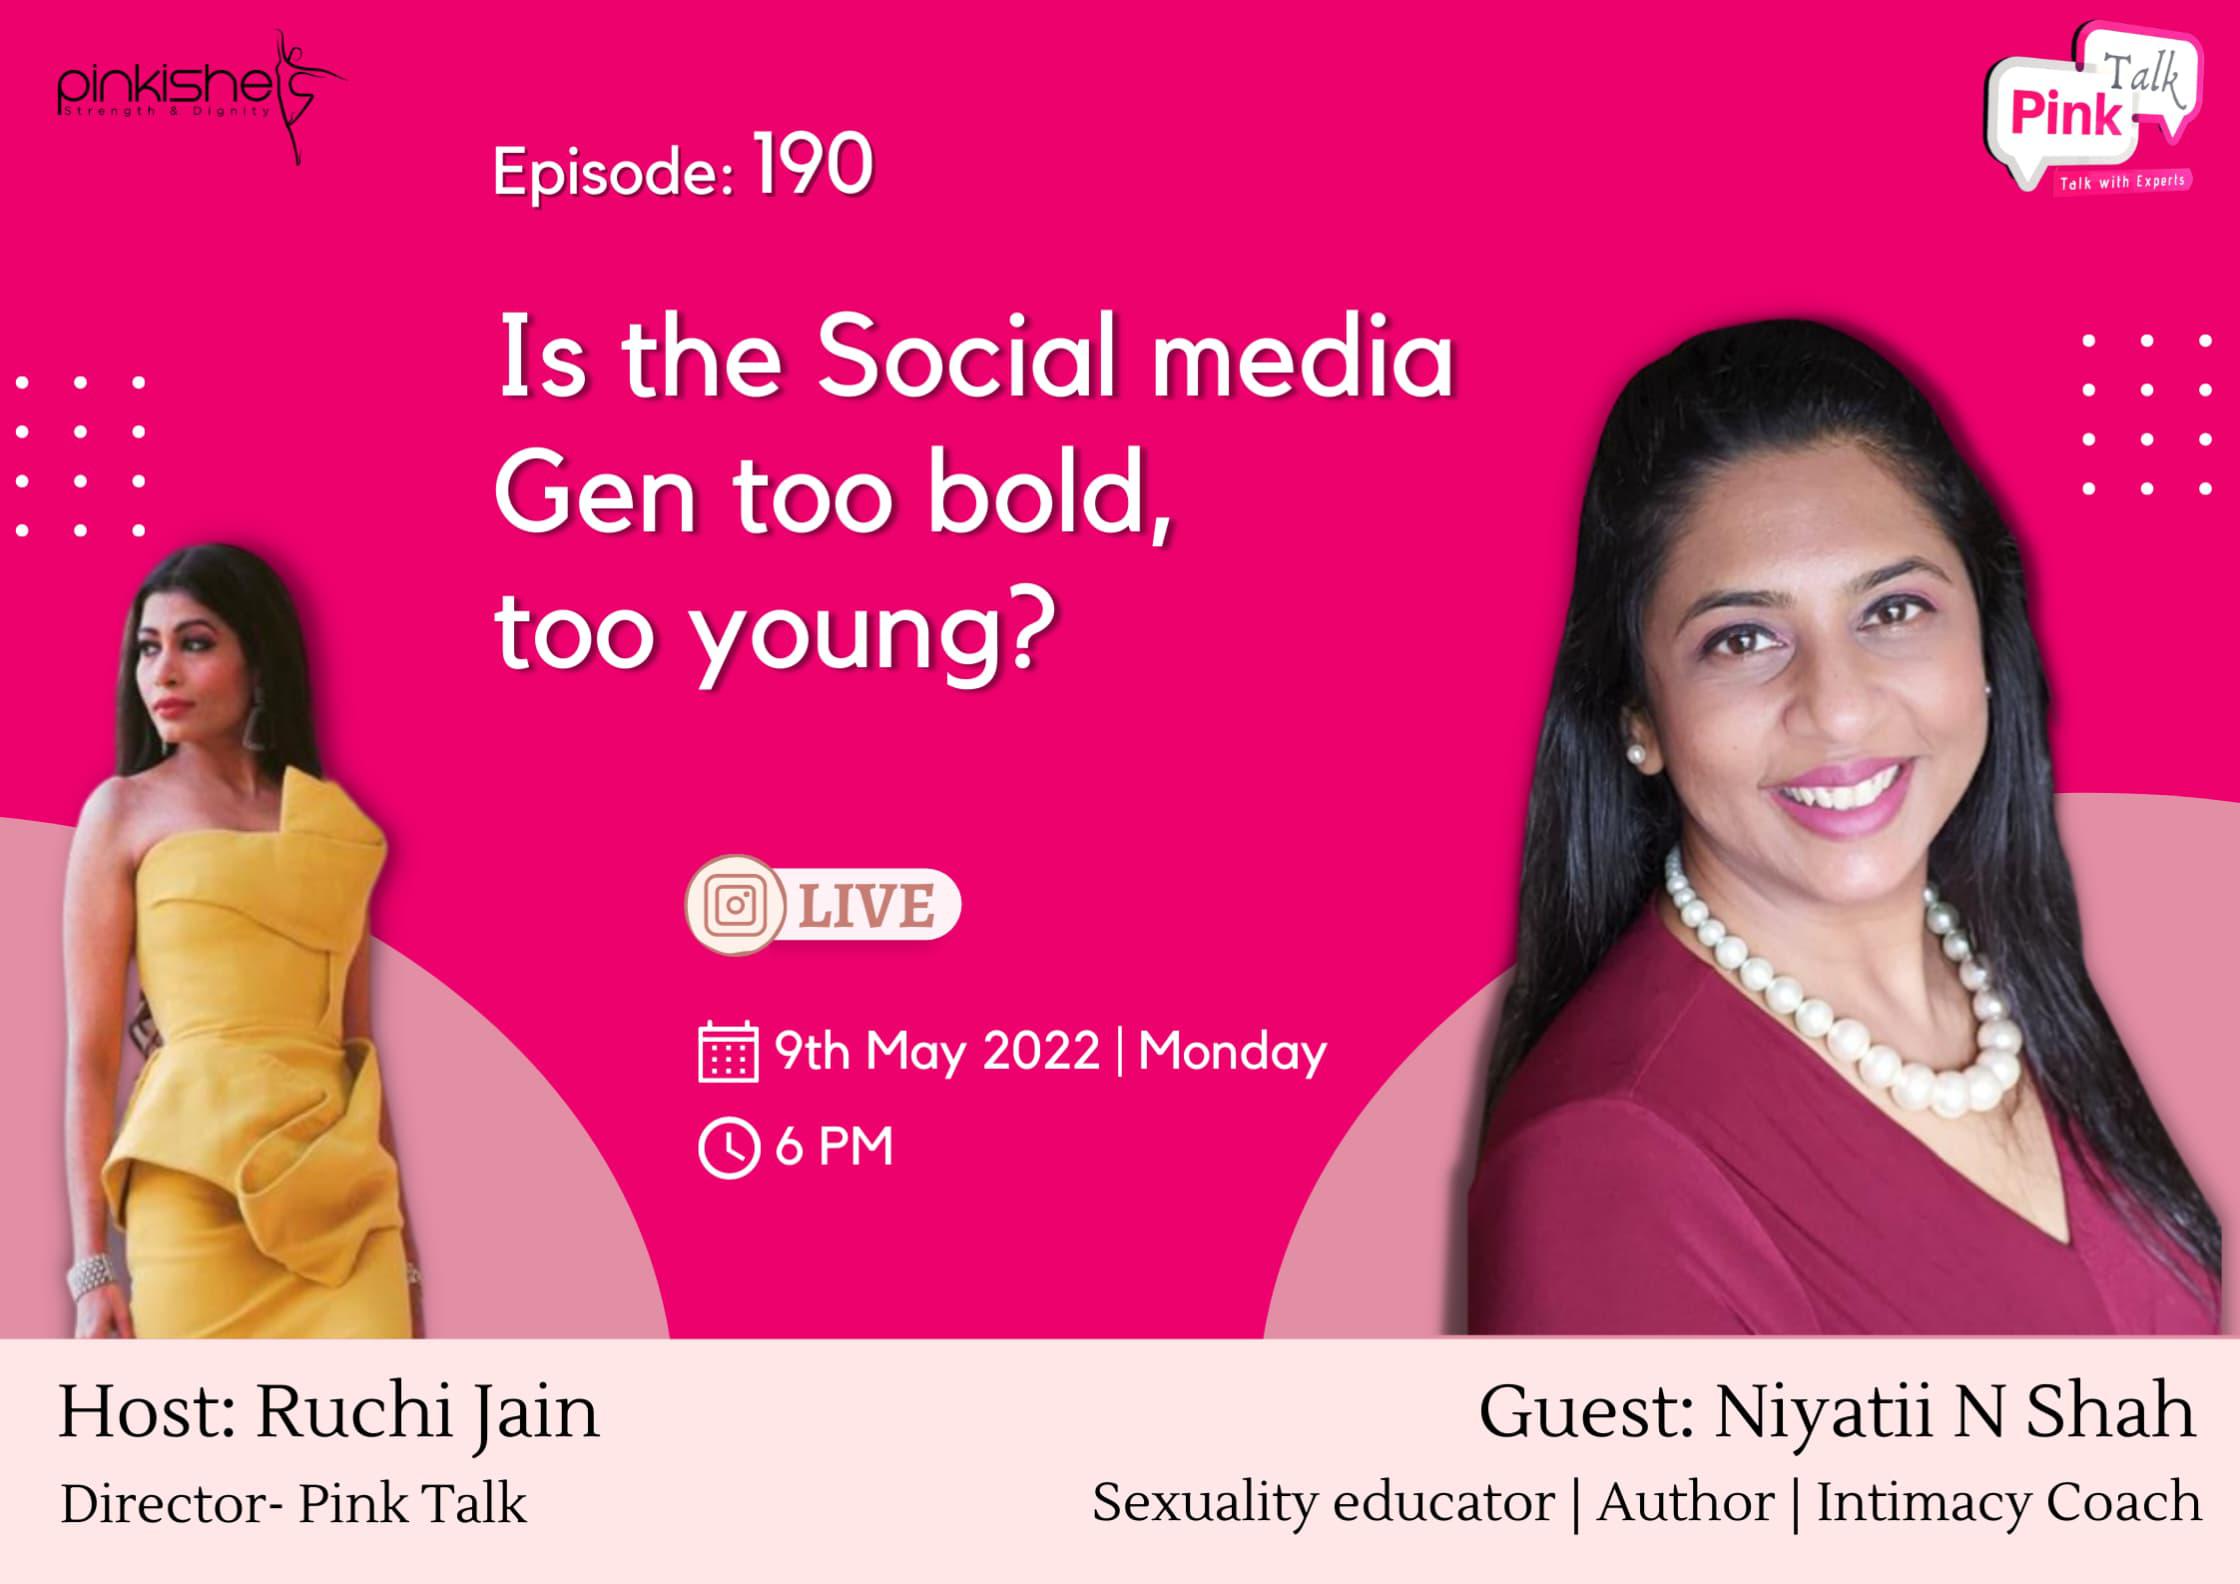 pinkishe
Strength & Dignity
Talk
Pink
Talk with Experts
Episode: 190
Is the Social media
Gen too bold,
too young?
LIVE
9th May 2022 | Monday
6 PM
Host: Ruchi Jain
Director- Pink Talk
Guest: Niyatii N Shah
Sexuality educator | Author | Intimacy Coach